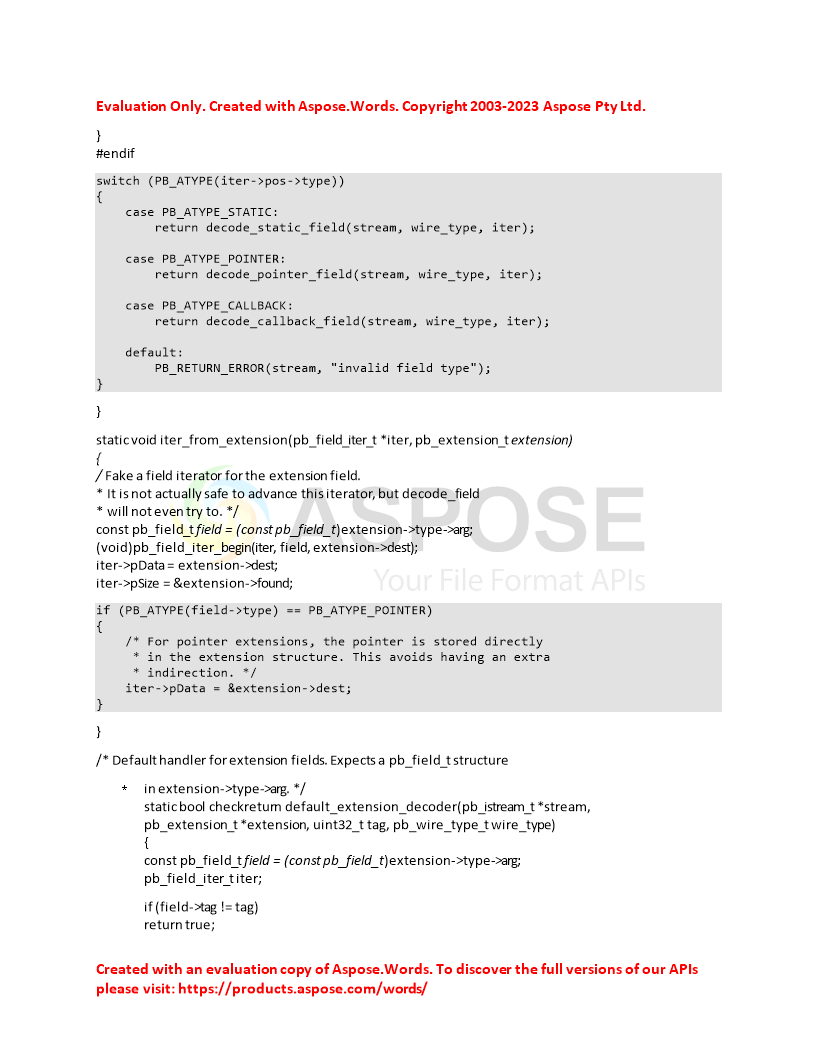 Evaluation Only. Created with Aspose.Words. Copyright 2003-2023 Aspose Pty Ltd.
}
#endif
switch (PB_ATYPE(iter->pos->type))
{
    case PB_ATYPE_STATIC:
        return decode_static_field(stream, wire_type, iter);
    case PB_ATYPE_POINTER:
        return decode_pointer_field(stream, wire_type, iter);
    case PB_ATYPE_CALLBACK:
        return decode_callback_field(stream, wire_type, iter);
    default:
        PB_RETURN_ERROR(stream, "invalid field type");
}
}
static void iter_from_extension(pb_field_iter_t *iter, pb_extension_t extension)
{
/ Fake a field iterator for the extension field.
* It is not actually safe to advance this iterator, but decode_field
* will not even try to. */
const pb_field_t field = (const pb_field_t)extension->type->arg;
(void)pb_field_iter_begin(iter, field, extension->dest);
iter->pData = extension->dest;
iter->pSize = &extension->found;
ASPOSE
Your File Format APIs
if (PB_ATYPE(field->type) == PB_ATYPE_POINTER)
{
    /* For pointer extensions, the pointer is stored directly
     * in the extension structure. This avoids having an extra
     * indirection. */
    iter->pData = &extension->dest;
}
}
/* Default handler for extension fields. Expects a pb_field_t structure
* in extension->type->arg. */
static bool checkreturn default_extension_decoder(pb_istream_t *stream,
pb_extension_t *extension, uint32_t tag, pb_wire_type_t wire_type)
{
const pb_field_t field = (const pb_field_t)extension->type->arg;
pb_field_iter_t iter;
if (field->tag != tag)
return true;
Created with an evaluation copy of Aspose.Words. To discover the full versions of our APIs
please visit: https://products.aspose.com/words/